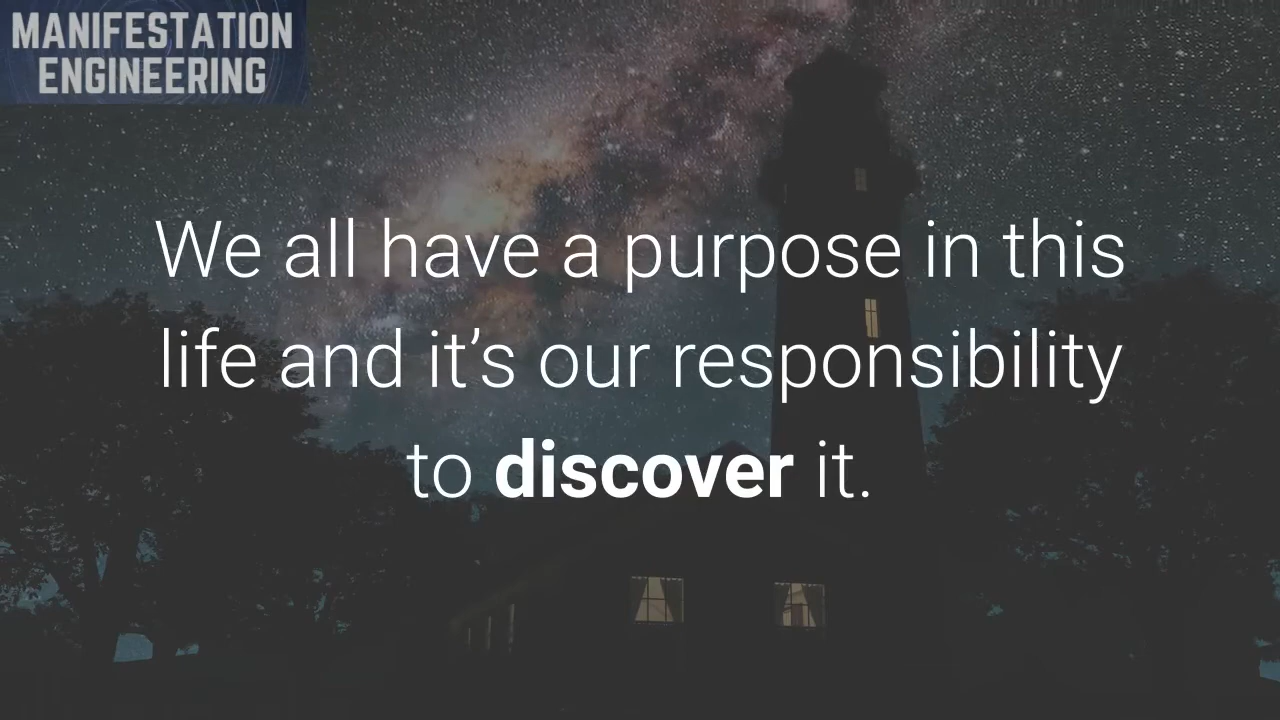 MANIFESTATION
ENGINEERING
We all have a purpose in this
life and it’s our responsibility
to discover it.